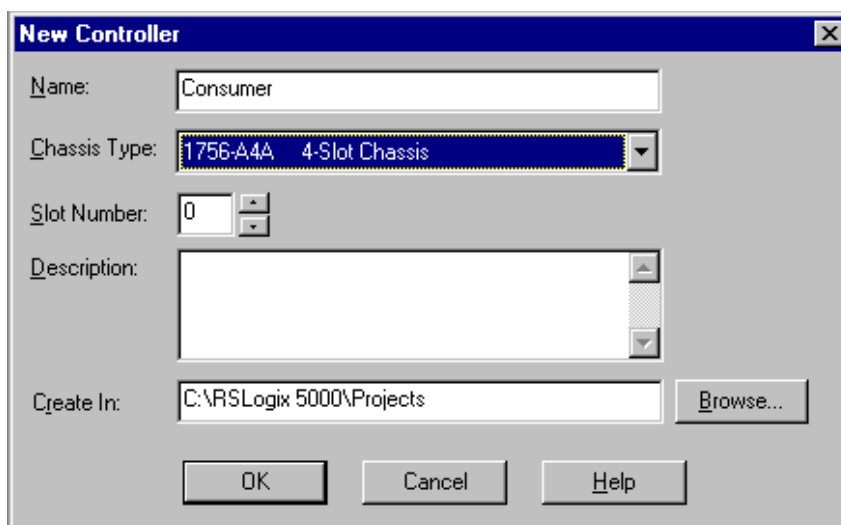 New Controller
Name: Consumer
Chassis Type: 1756-A4A 4-Slot Chassis
Slot Number: 0
Description:
Create In: C:\RSLogix 5000\Projects Browse...
OK Cancel Help